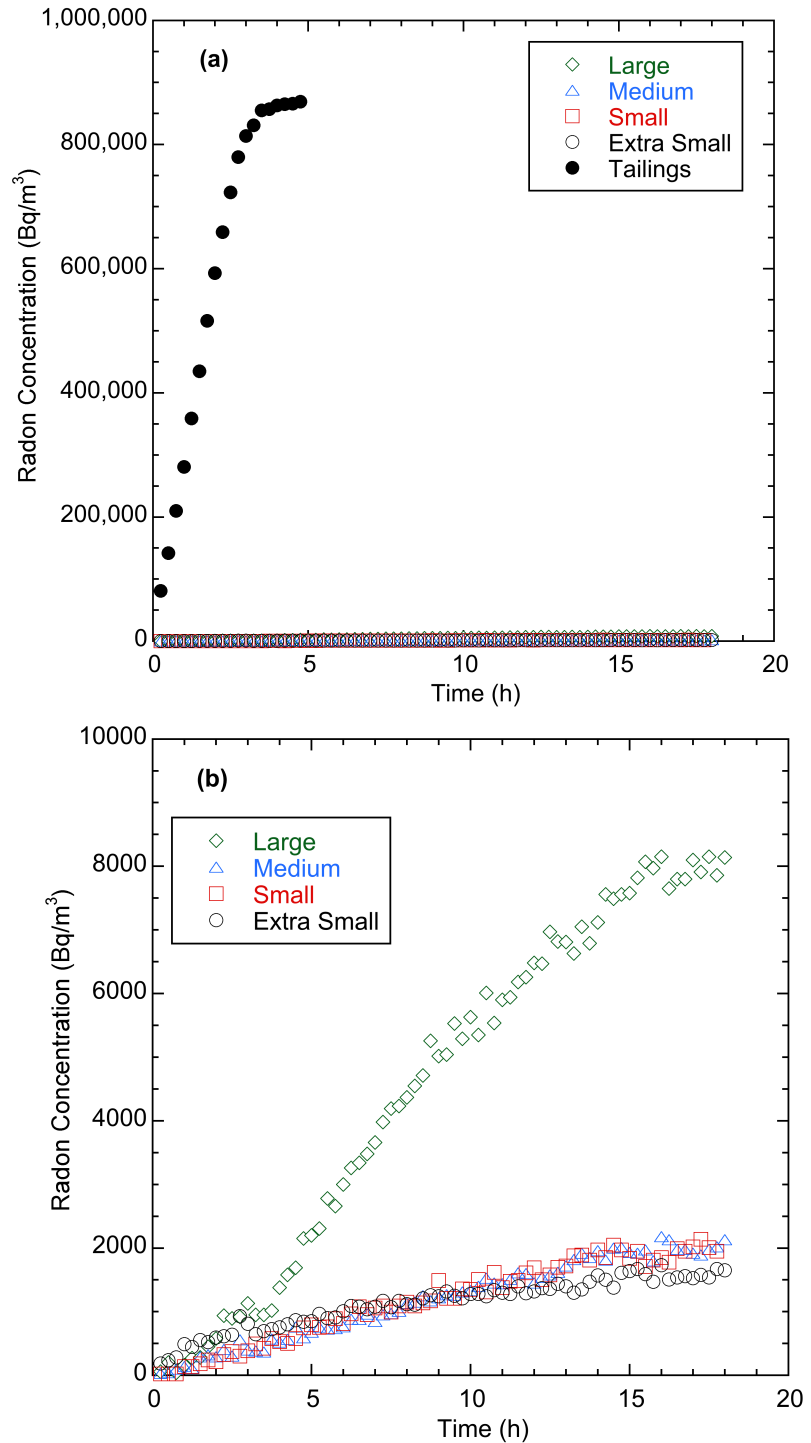 1,000,000
(a)
Large
Medium
Small
Extra Small
Tailings
800,000
600,000
400,000
200,000
0
0 5 10 15 20
Time (h)
Radon Concentration (Bq/m³)
10000
(b)
Large
Medium
Small
Extra Small
8000
6000
4000
2000
0
0 5 10 15 20
Time (h)
Radon Concentration (Bq/m³)